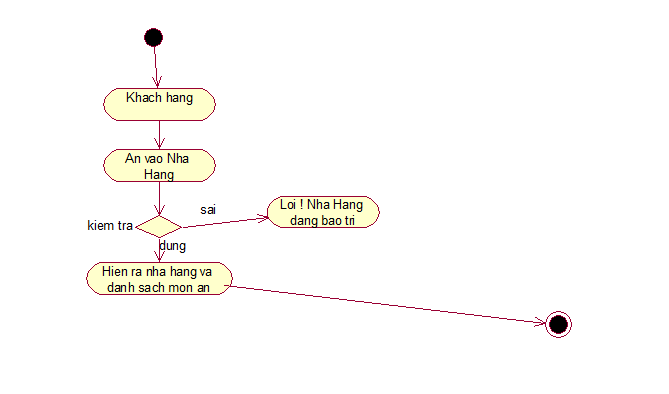 Khach hang
An vao Nha
Hang
sai
Loi ! Nha Hang
dang bao tri
kiem tra
dung
Hien ra nha hang va
danh sach mon an